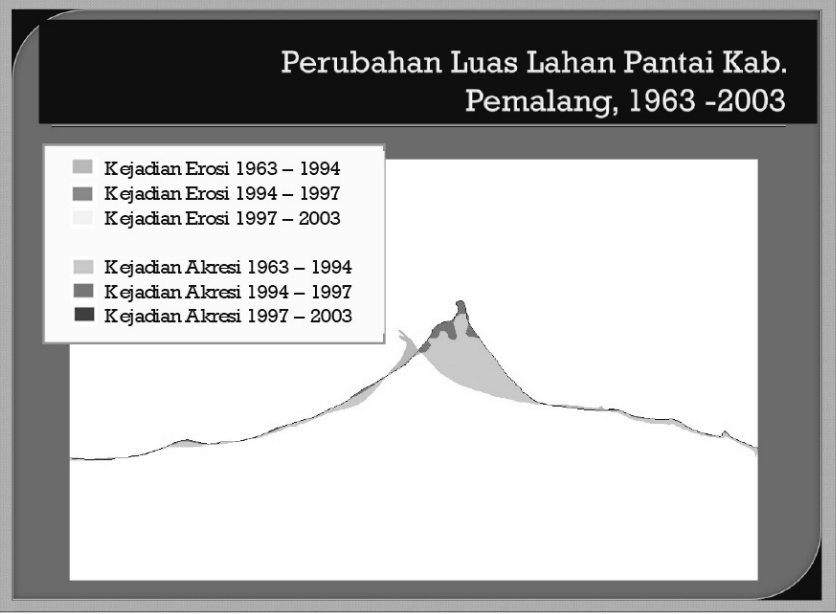 Perubahan Luas Lahan Pantai Kab.
Pemalang, 1963 -2003
Kejadian Erosi 1963 – 1994
Kejadian Erosi 1994 – 1997
Kejadian Erosi 1997 – 2003
Kejadian Akresi 1963 – 1994
Kejadian Akresi 1994 – 1997
Kejadian Akresi 1997 – 2003